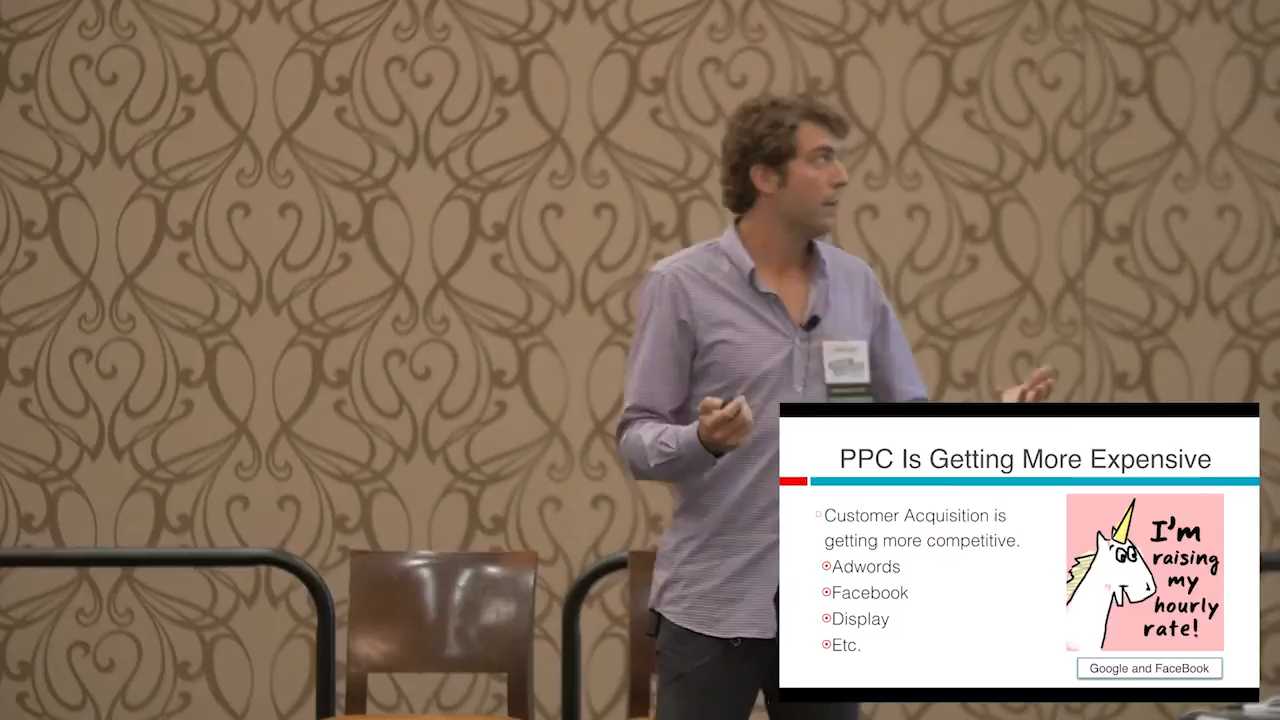 PPC Is Getting More Expensive
Customer Acquisition is
getting more competitive.
Adwords
Facebook
Display
Etc.
I'm
raising
my
hourly
rate!
Google and FaceBook